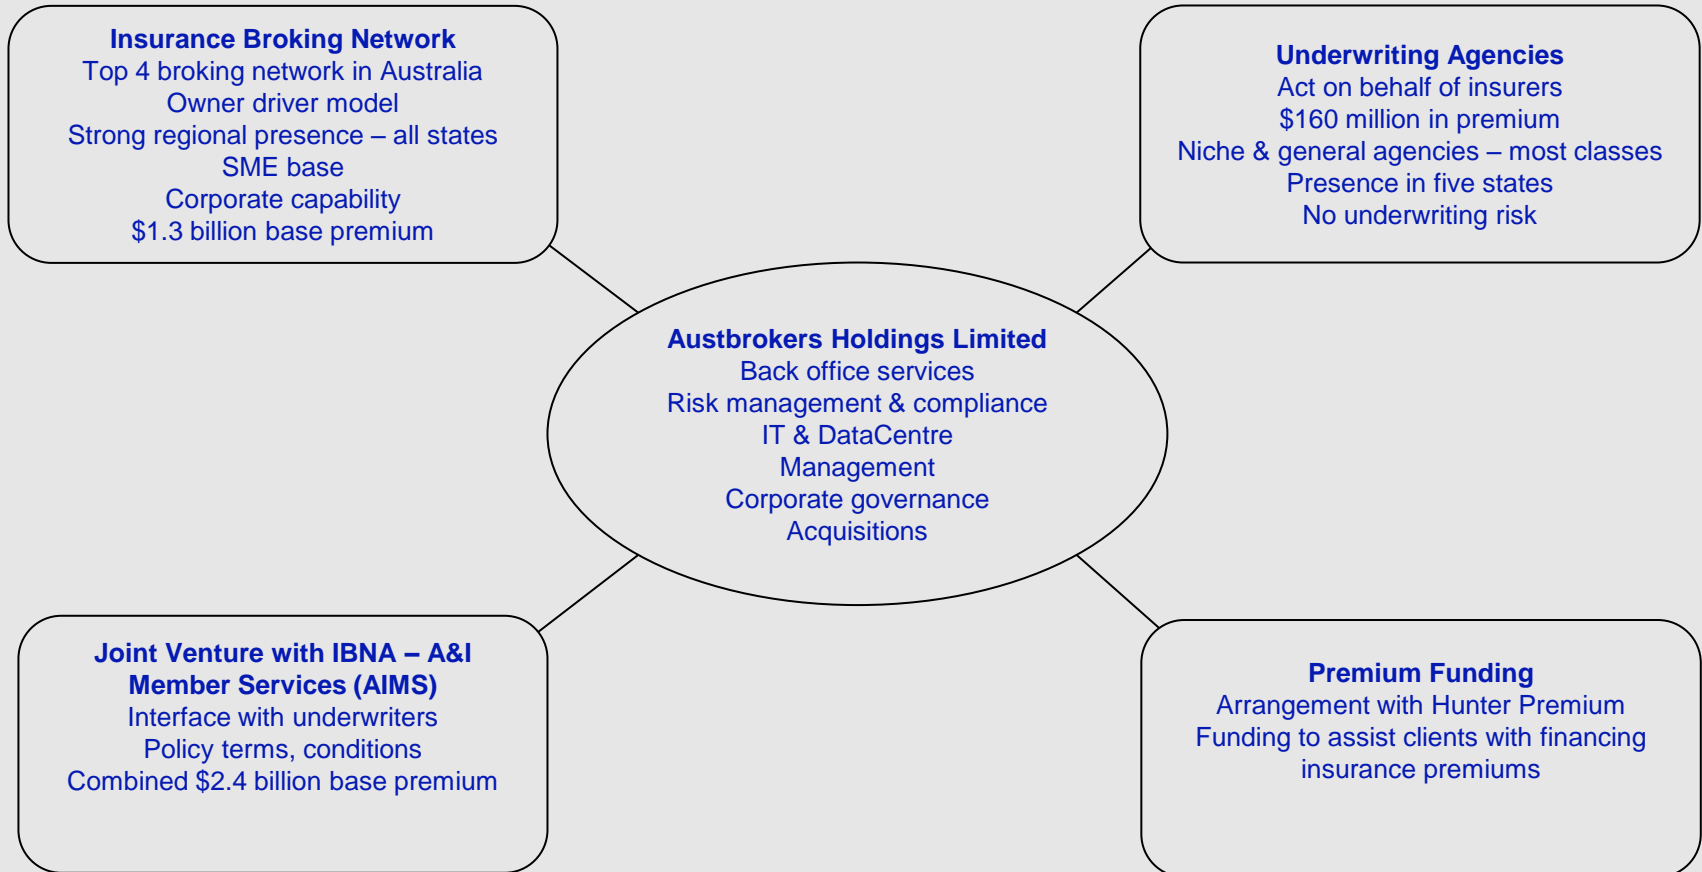 Insurance Broking Network
Top 4 broking network in Australia
Owner driver model
Strong regional presence – all states
SME base
Corporate capability
$1.3 billion base premium
Underwriting Agencies
Act on behalf of insurers
$160 million in premium
Niche & general agencies – most classes
Presence in five states
No underwriting risk
Austbrokers Holdings Limited
Back office services
Risk management & compliance
IT & DataCentre
Management
Corporate governance
Acquisitions
Joint Venture with IBNA – A&I
Member Services (AIMS)
Interface with underwriters
Policy terms, conditions
Combined $2.4 billion base premium
Premium Funding
Arrangement with Hunter Premium
Funding to assist clients with financing
insurance premiums